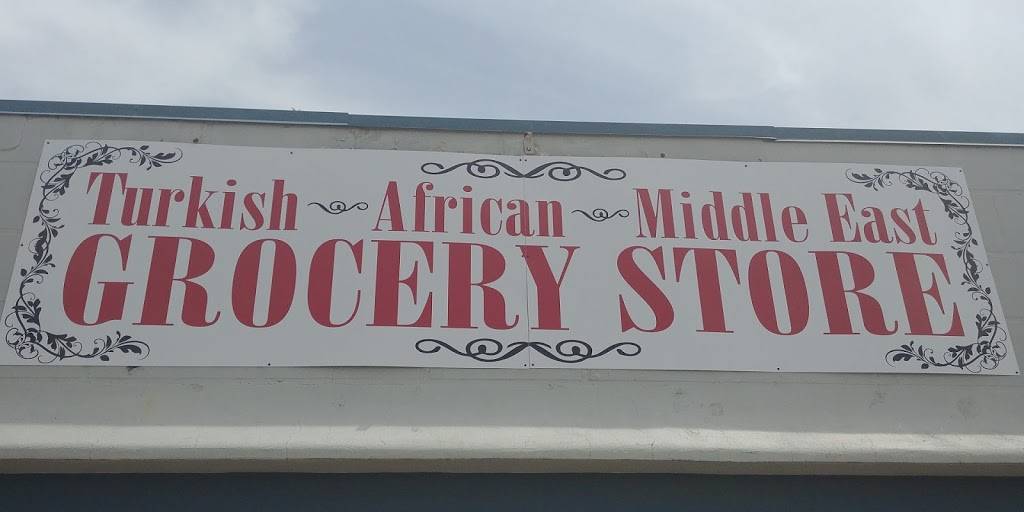 Turkish African Middle East
GROCERY STORE